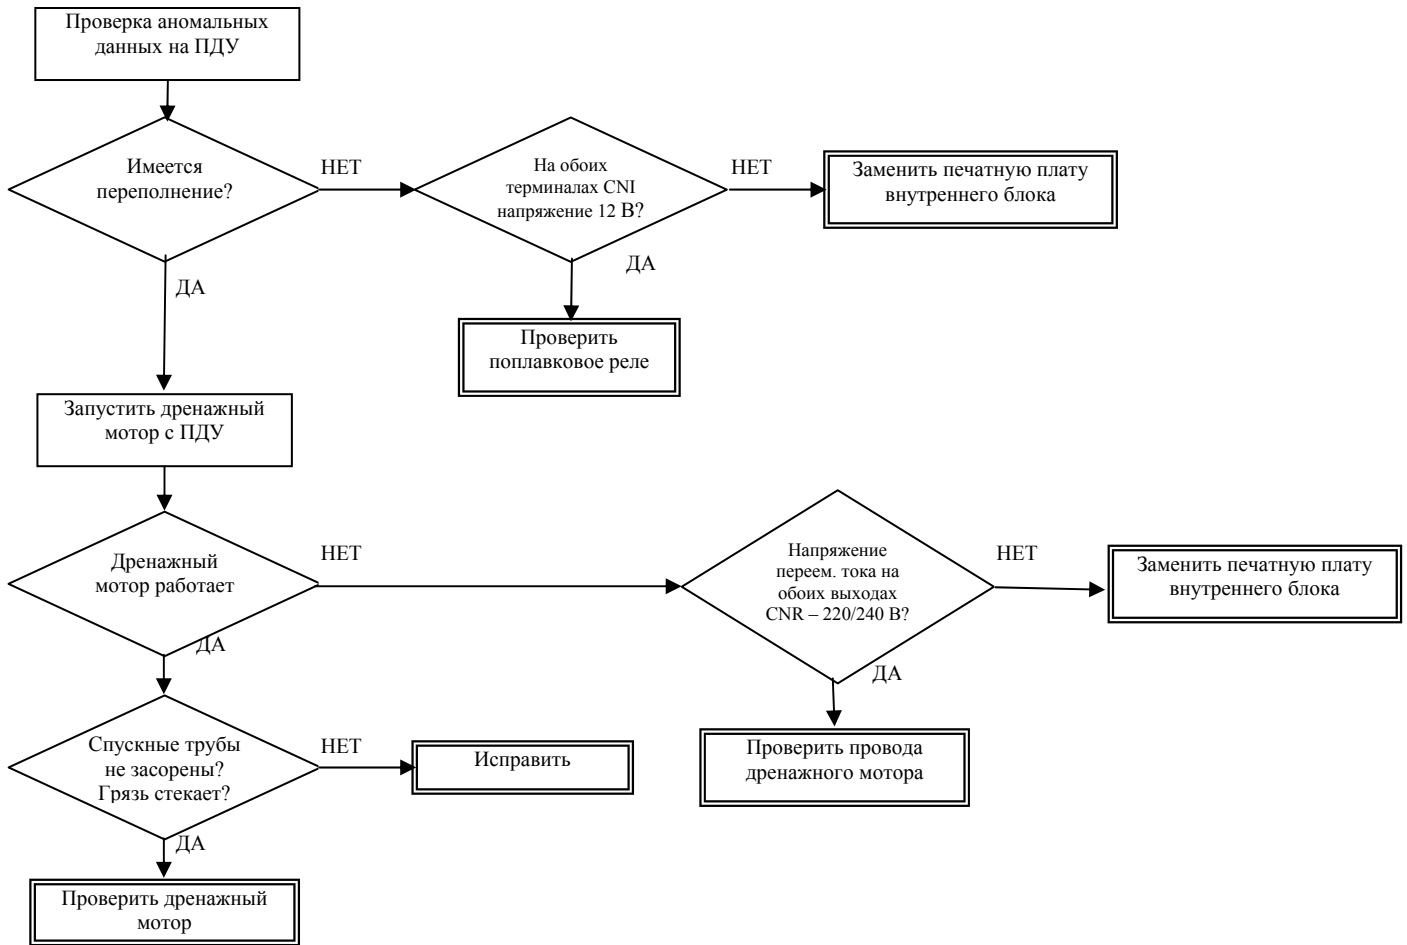 Проверка аномальных
данных на ПДУ
Имеется
переполнение?
НЕТ
На обоих
терминалах CNI
напряжение 12 В?
НЕТ
Заменить печатную плату
внутреннего блока
ДА
ДА
Проверить
поплавковое реле
Запустить дренажный
мотор с ПДУ
Дренажный
мотор работает
НЕТ
Напряжение
переем. тока на
обоих выходах
CNR – 220/240 В?
НЕТ
Заменить печатную плату
внутреннего блока
ДА
ДА
Спускные трубы
не засорены?
Грязь стекает?
НЕТ
Исправить
Проверить провода
дренажного мотора
ДА
Проверить дренажный
мотор